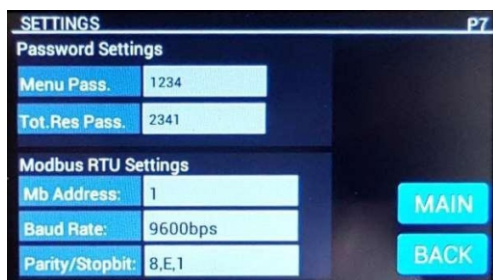 SETTINGS P7
Password Settings
Menu Pass. 1234
Tot.Res Pass. 2341
Modbus RTU Settings
Mb Address: 1
Baud Rate: 9600bps
Parity/Stopbit: 8,E,1
MAIN
BACK